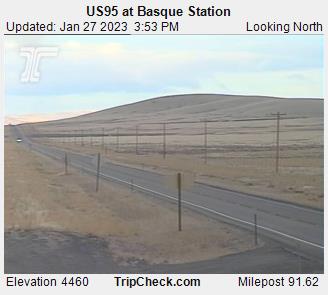 US95 at Basque Station
Updated: Jan 27 2023 3:53 PM Looking North
Elevation 4460 TripCheck.com Milepost 91.62